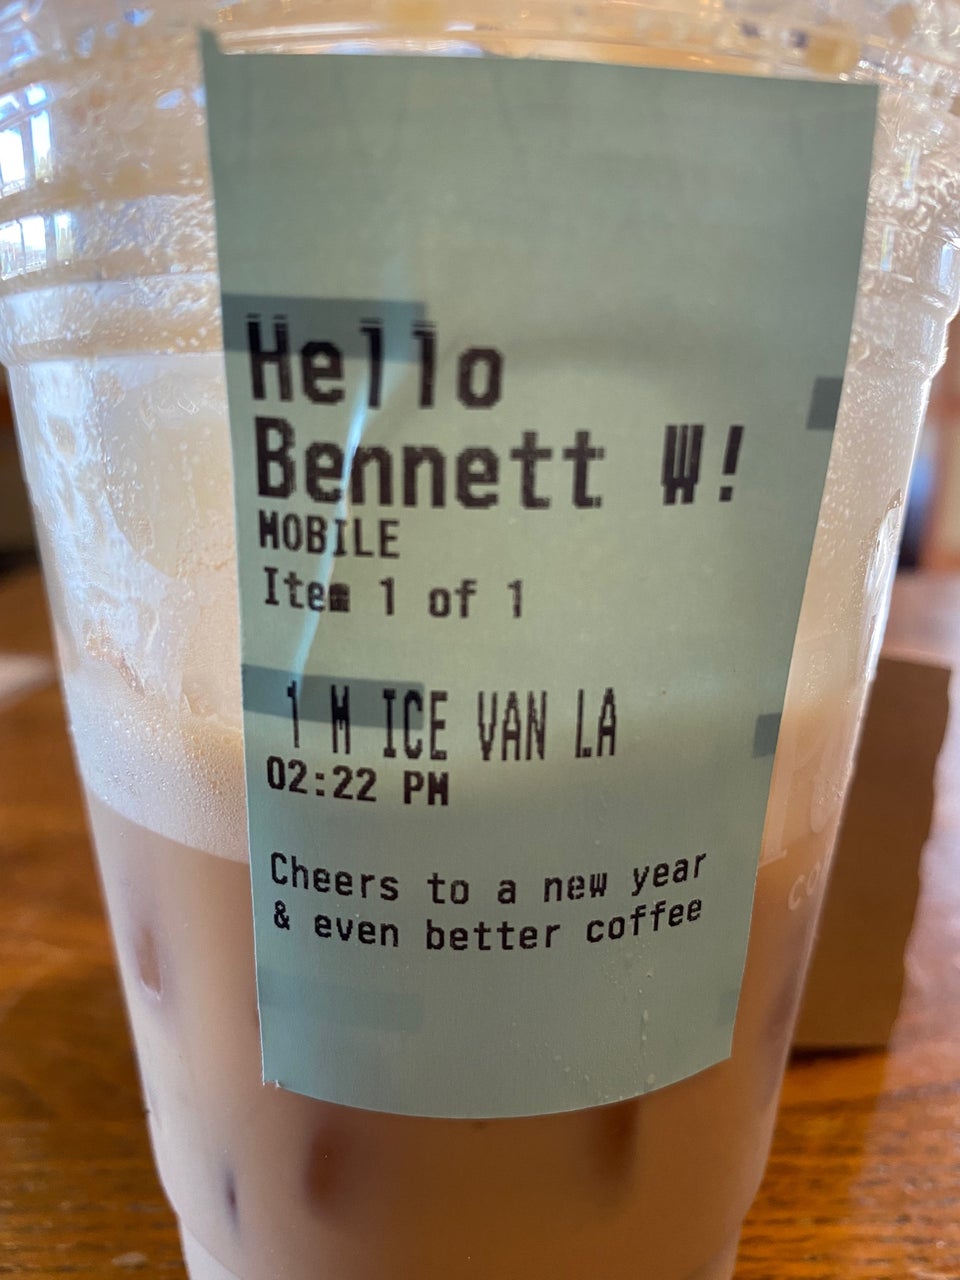 Hello
Bennett W!
MOBILE
Item 1 of 1
1 M ICE VAN LA
02:22 PM
Cheers to a new year
& even better coffee